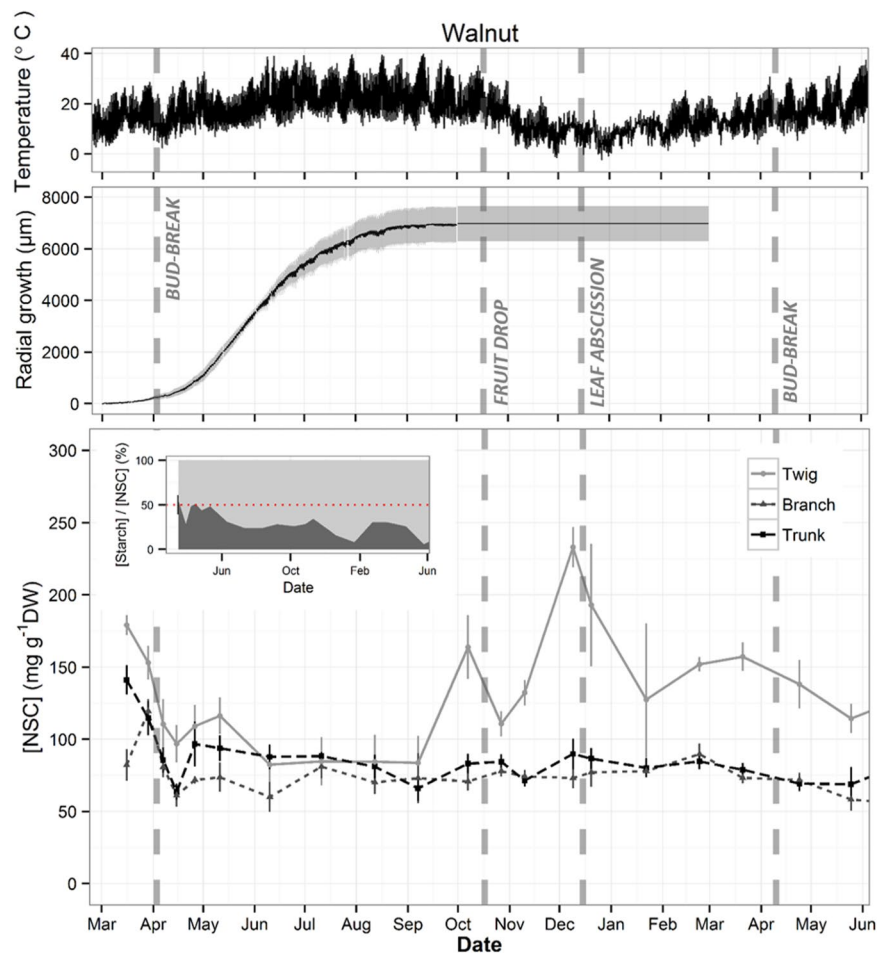 Walnut
Temperature (° C )
40
20
0
Radial growth (µm)
8000
6000
4000
2000
0
BUD-BREAK
FRUIT DROP
LEAF ABSCISSION
BUD-BREAK
[NSC] (mg g⁻¹DW)
300
250
200
150
100
50
0
[Starch] / [NSC] (%)
100
50
0
Jun Oct Feb Jun
Date
Twig
Branch
Trunk
Mar Apr May Jun Jul Aug Sep Oct Nov Dec Jan Feb Mar Apr May Jun
Date